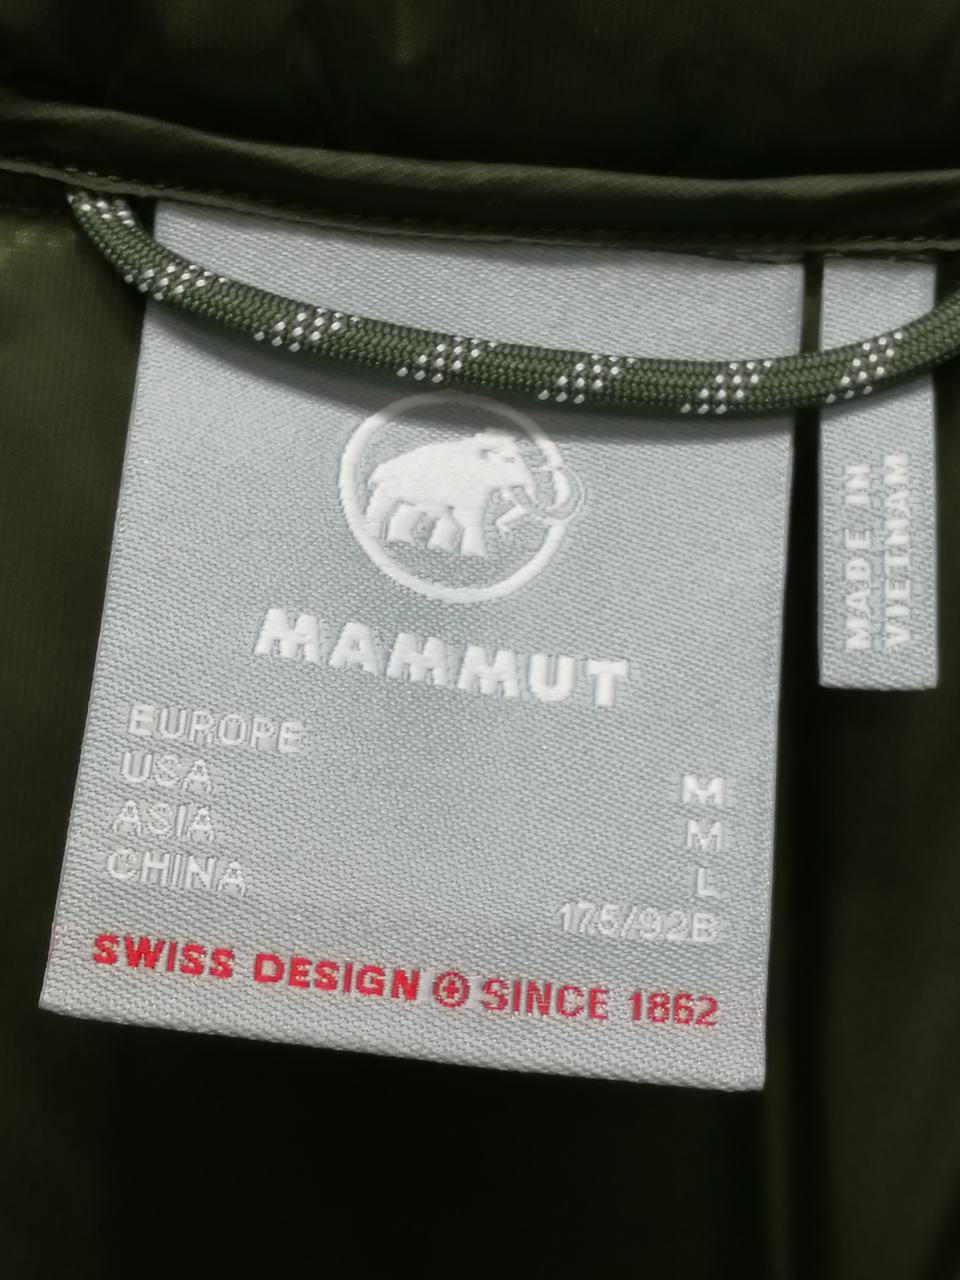 MAMMUT
EUROPE M
USA M
ASIA L
CHINA 175/92B
SWISS DESIGN SINCE 1862
MADE IN
VIETNAM